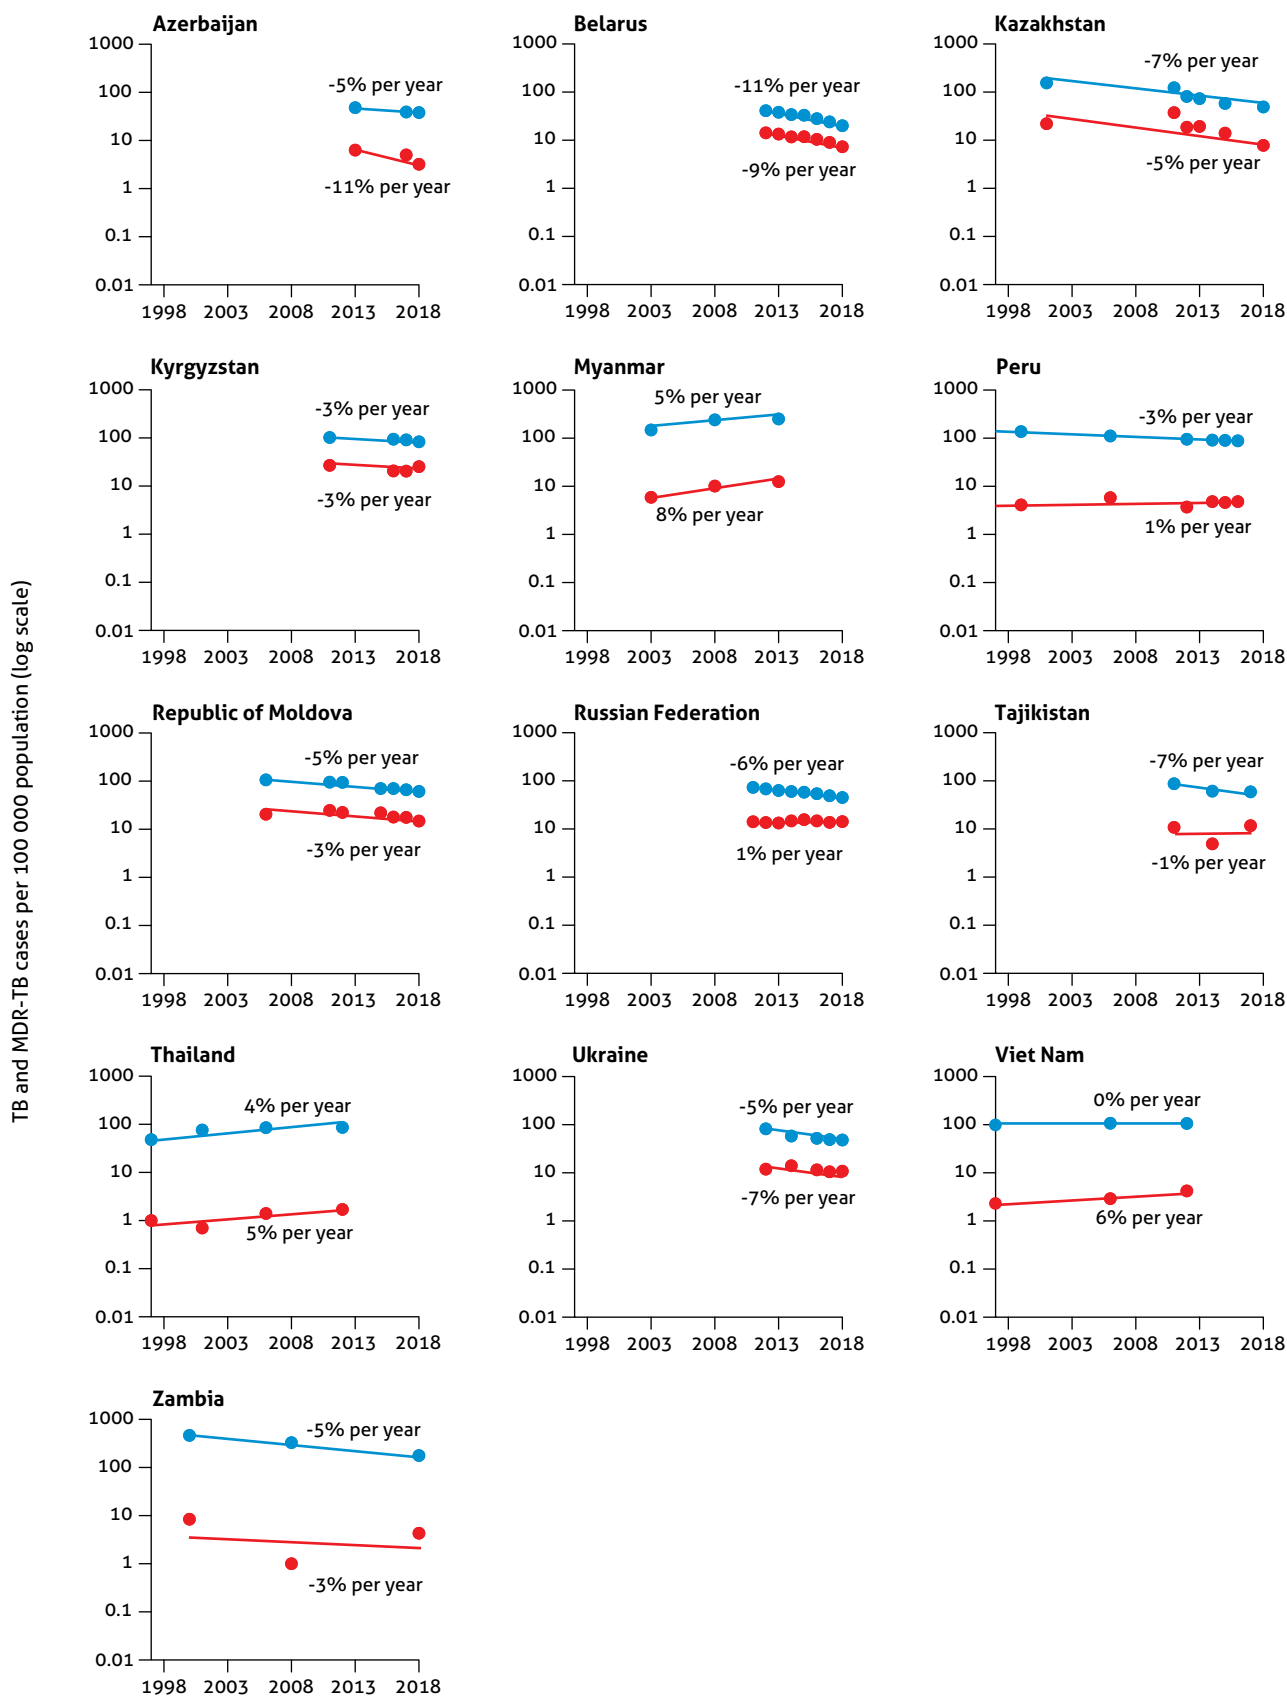 TB and MDR-TB cases per 100 000 population (log scale)
Azerbaijan
1000
100
10
1
0.1
0.01
-5% per year
-11% per year
1998 2003 2008 2013 2018
Belarus
1000
100
10
1
0.1
0.01
-11% per year
-9% per year
1998 2003 2008 2013 2018
Kazakhstan
1000
100
10
1
0.1
0.01
-7% per year
-5% per year
1998 2003 2008 2013 2018
Kyrgyzstan
1000
100
10
1
0.1
0.01
-3% per year
-3% per year
1998 2003 2008 2013 2018
Myanmar
1000
100
10
1
0.1
0.01
5% per year
8% per year
1998 2003 2008 2013 2018
Peru
1000
100
10
1
0.1
0.01
-3% per year
1% per year
1998 2003 2008 2013 2018
Republic of Moldova
1000
100
10
1
0.1
0.01
-5% per year
-3% per year
1998 2003 2008 2013 2018
Russian Federation
1000
100
10
1
0.1
0.01
-6% per year
1% per year
1998 2003 2008 2013 2018
Tajikistan
1000
100
10
1
0.1
0.01
-7% per year
-1% per year
1998 2003 2008 2013 2018
Thailand
1000
100
10
1
0.1
0.01
4% per year
5% per year
1998 2003 2008 2013 2018
Ukraine
1000
100
10
1
0.1
0.01
-5% per year
-7% per year
1998 2003 2008 2013 2018
Viet Nam
1000
100
10
1
0.1
0.01
0% per year
6% per year
1998 2003 2008 2013 2018
Zambia
1000
100
10
1
0.1
0.01
-5% per year
-3% per year
1998 2003 2008 2013 2018